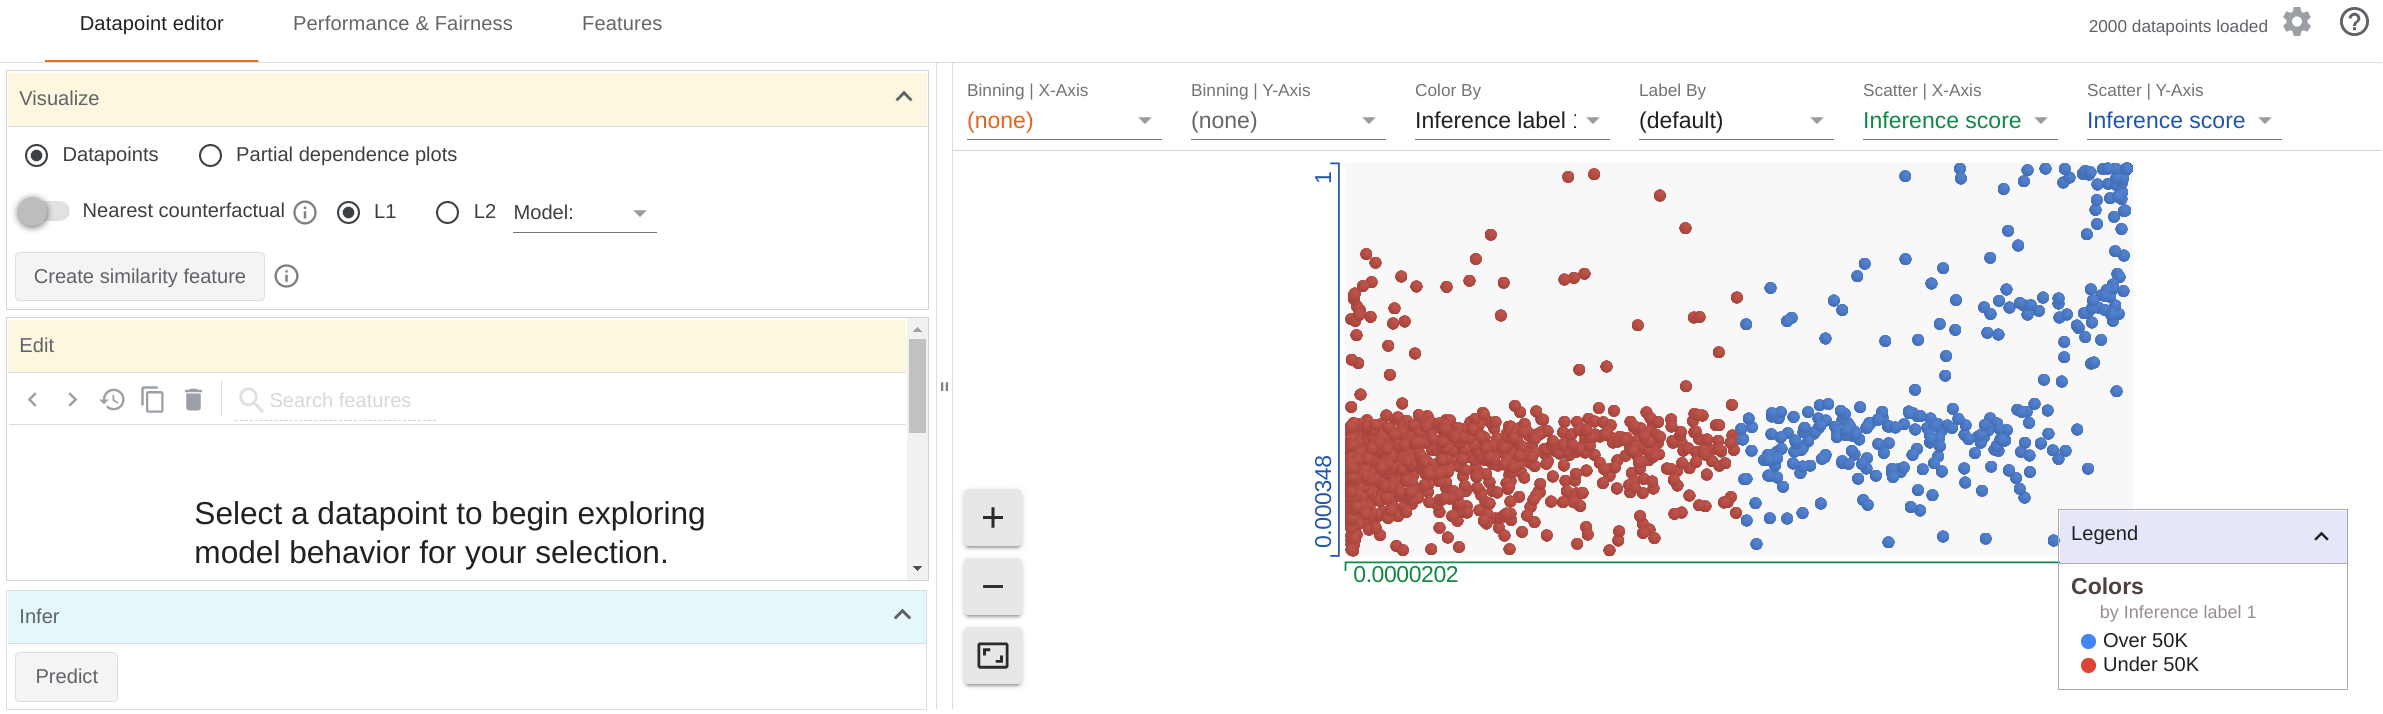 Datapoint editor
Performance & Fairness
Features
2000 datapoints loaded
Visualize
Datapoints
Partial dependence plots
Nearest counterfactual
L1
L2
Model:
Create similarity feature
Edit
Search features
Select a datapoint to begin exploring
model behavior for your selection.
Infer
Predict
Binning | X-Axis
(none)
Binning | Y-Axis
(none)
Color By
Inference label :
Label By
(default)
Scatter | X-Axis
Inference score
Scatter | Y-Axis
Inference score
1
0.000348
0.0000202
Legend
Colors
by Inference label 1
Over 50K
Under 50K